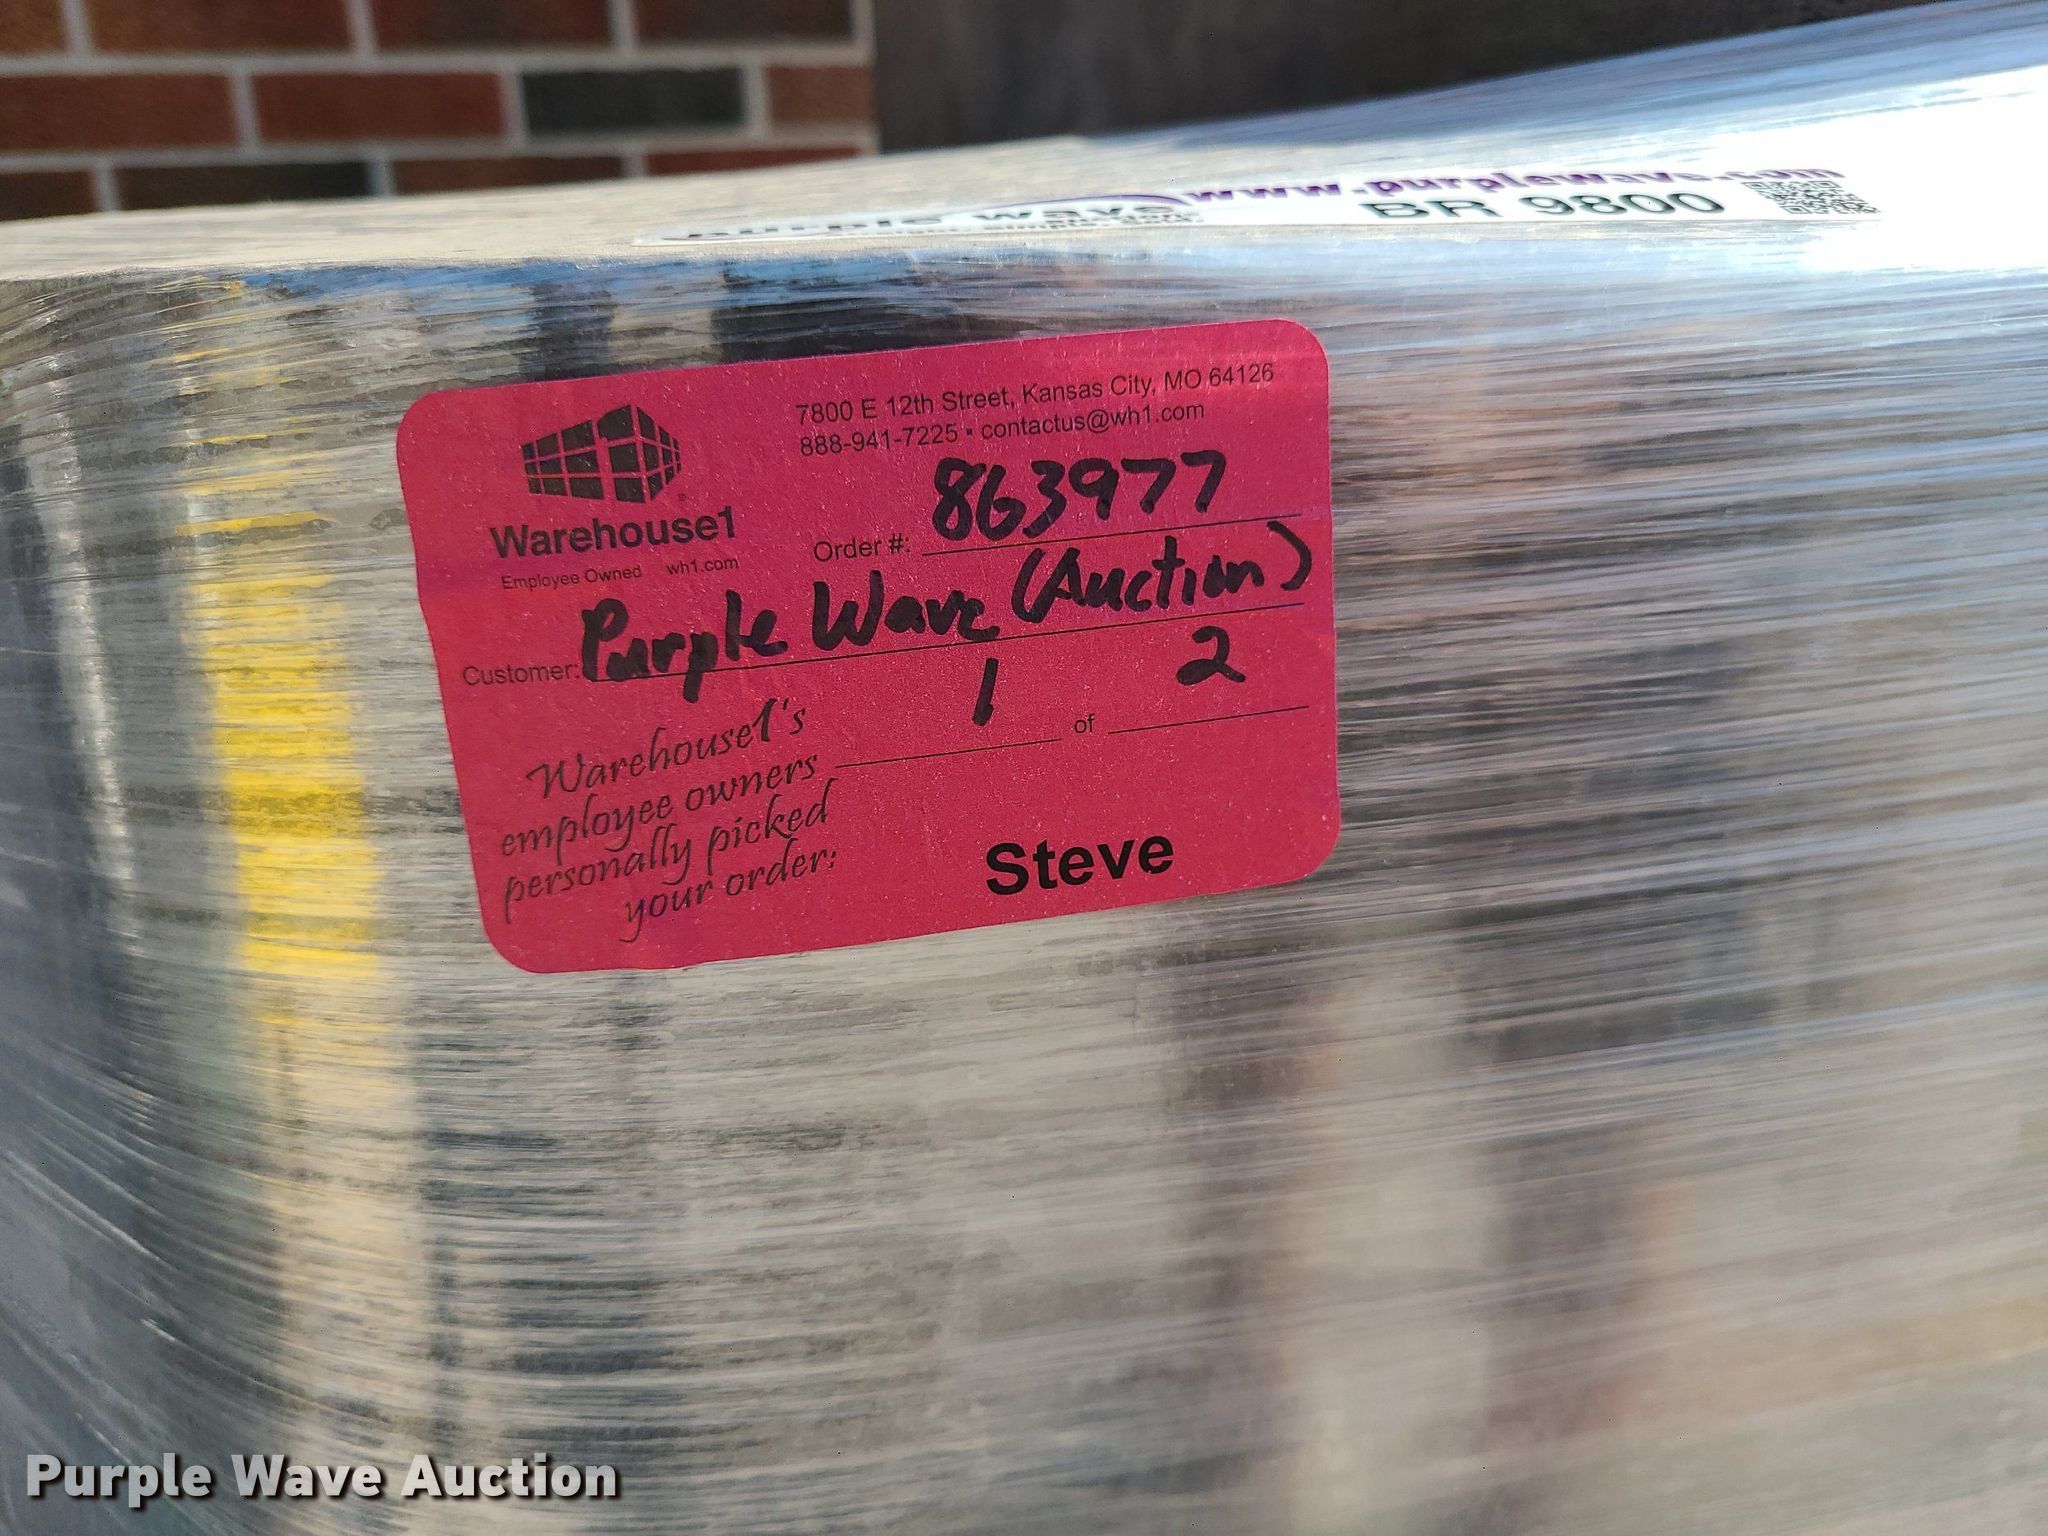 www.purplewave.com
purple wave
BR 9800
7800 E 12th Street, Kansas City, MO 64126
888-941-7225 ▪ contactus@wh1.com
Warehouse1
Employee Owned wh1.com
Order #: 863977
Customer: Purple Wave (Auction)
1 of 2
Warehouse1's
employee owners
personally picked
your order:
Steve
Purple Wave Auction